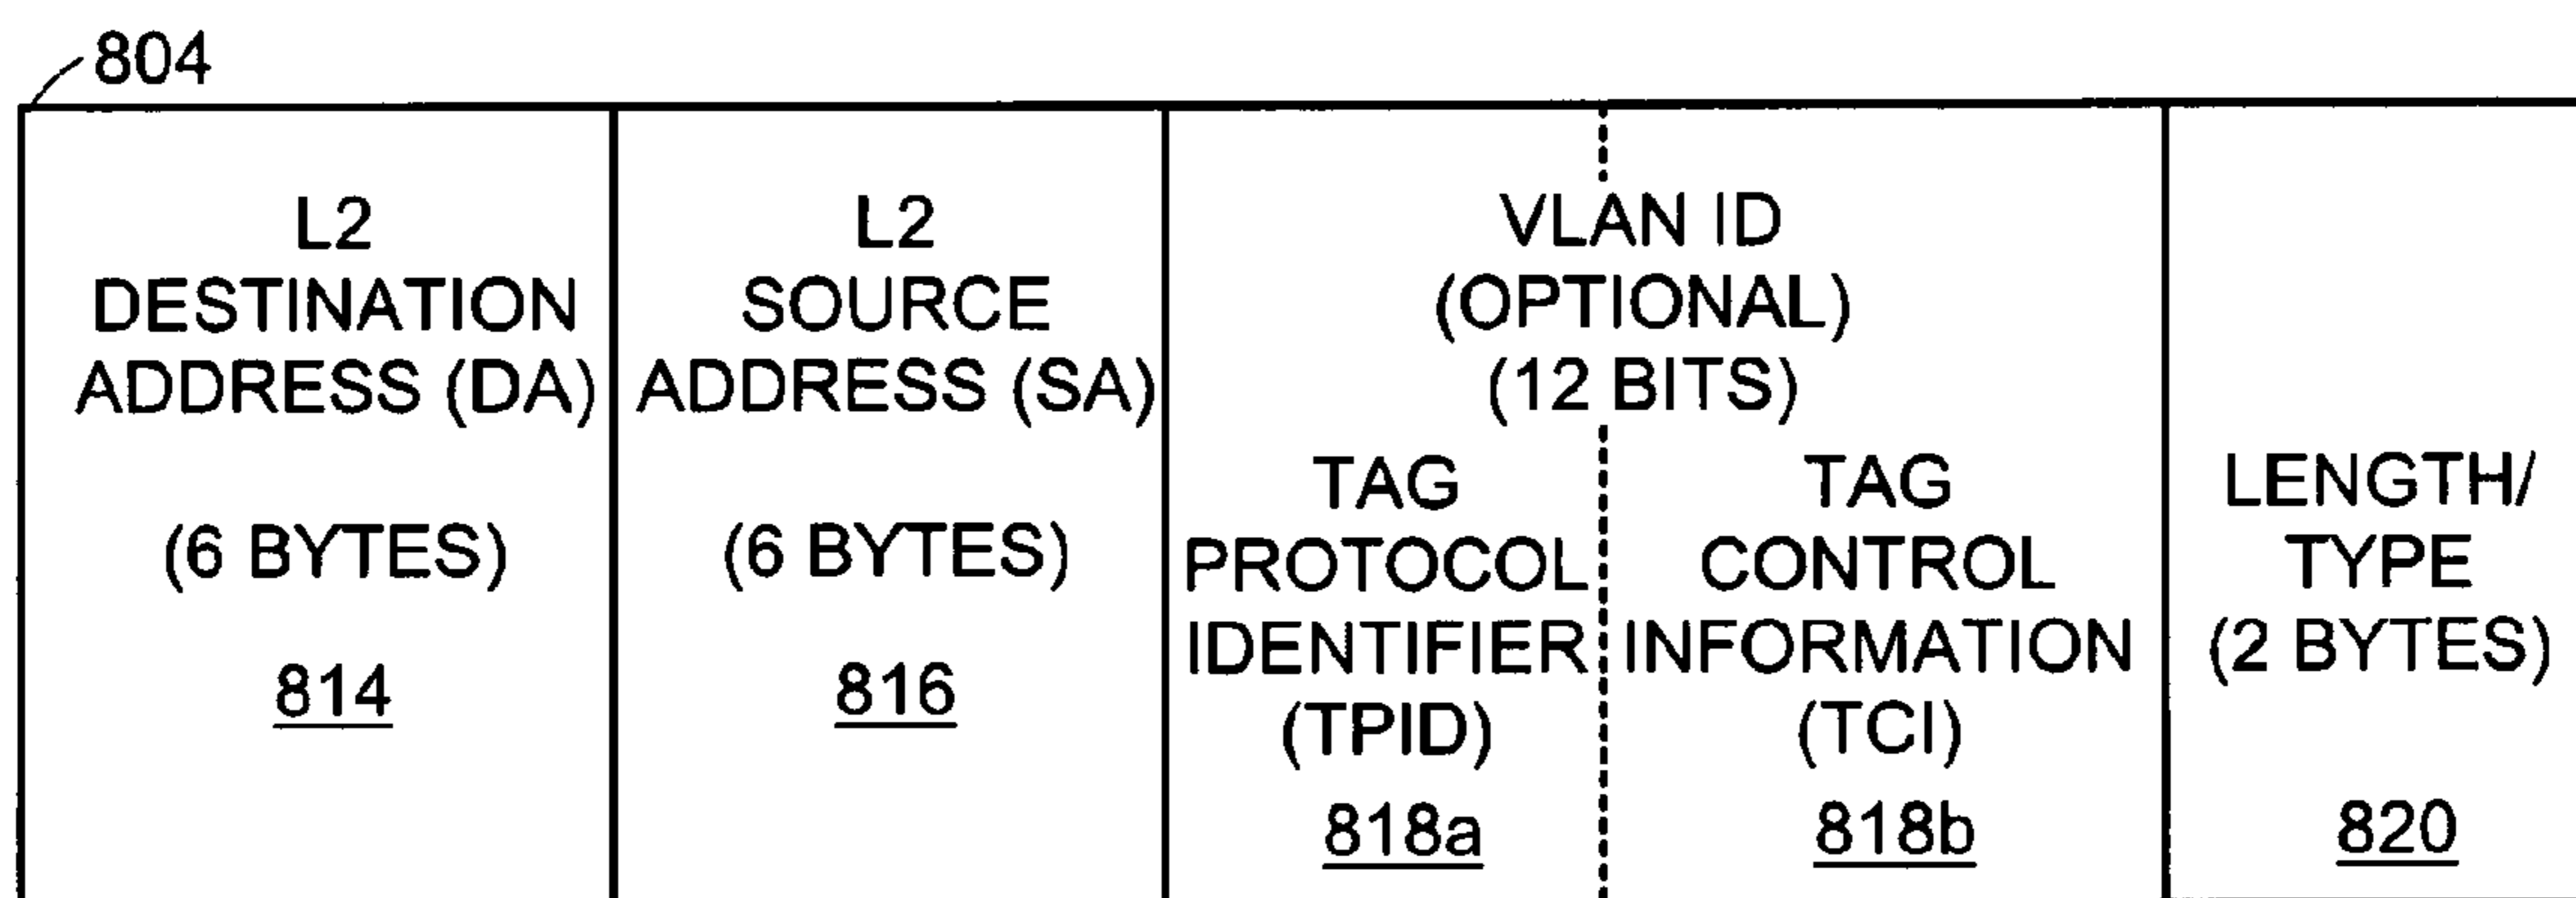 804
L2
DESTINATION
ADDRESS (DA)
(6 BYTES)
814
L2
SOURCE
ADDRESS (SA)
(6 BYTES)
816
VLAN ID
(OPTIONAL)
(12 BITS)
TAG
PROTOCOL
IDENTIFIER
(TPID)
818a
TAG
CONTROL
INFORMATION
(TCI)
818b
LENGTH/
TYPE
(2 BYTES)
820